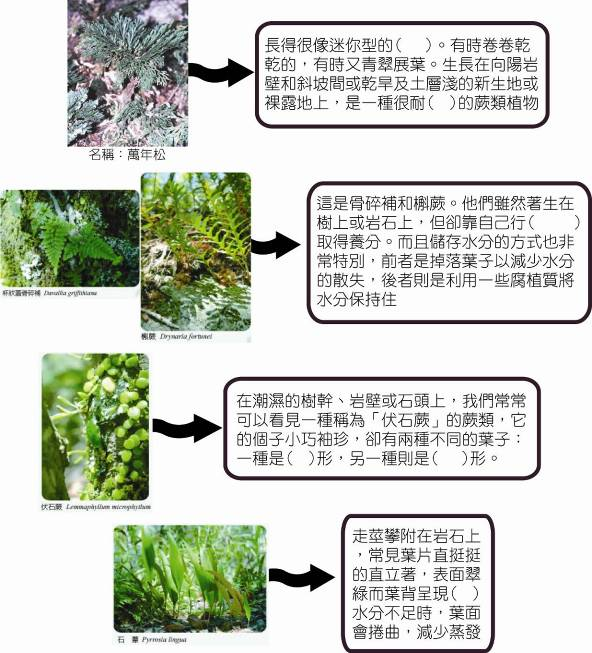 長得很像迷你型的(　　)。有時卷卷乾
乾的，有時又青翠展葉。生長在向陽岩
壁和斜坡間或乾旱及土層淺的新生地或
裸露地上，是一種很耐(　)的蕨類植物
名稱：萬年松
這是骨碎補和槲蕨。他們雖然著生在
樹上或岩石上，但卻靠自己行(　　　)
取得養分。而且儲存水分的方式也非
常特別，前者是掉落葉子以減少水分
的散失，後者則是利用一些腐植質將
水分保持住
杯狀蓋骨碎補 Davallia griffithiana
槲蕨 Drynaria fortunei
在潮濕的樹幹、岩壁或石頭上，我們常常
可以看見一種稱為「伏石蕨」的蕨類，它
的個子小巧袖珍，卻有兩種不同的葉子：
一種是(　)形，另一種則是(　　)形。
伏石蕨 Lemmaphyllum microphyllum
走莖攀附在岩石上
，常見葉片直挺挺
的直立著，表面翠
綠而葉背呈現(　)
水分不足時，葉面
會捲曲，減少蒸發
石 葦 Pyrrosia lingua